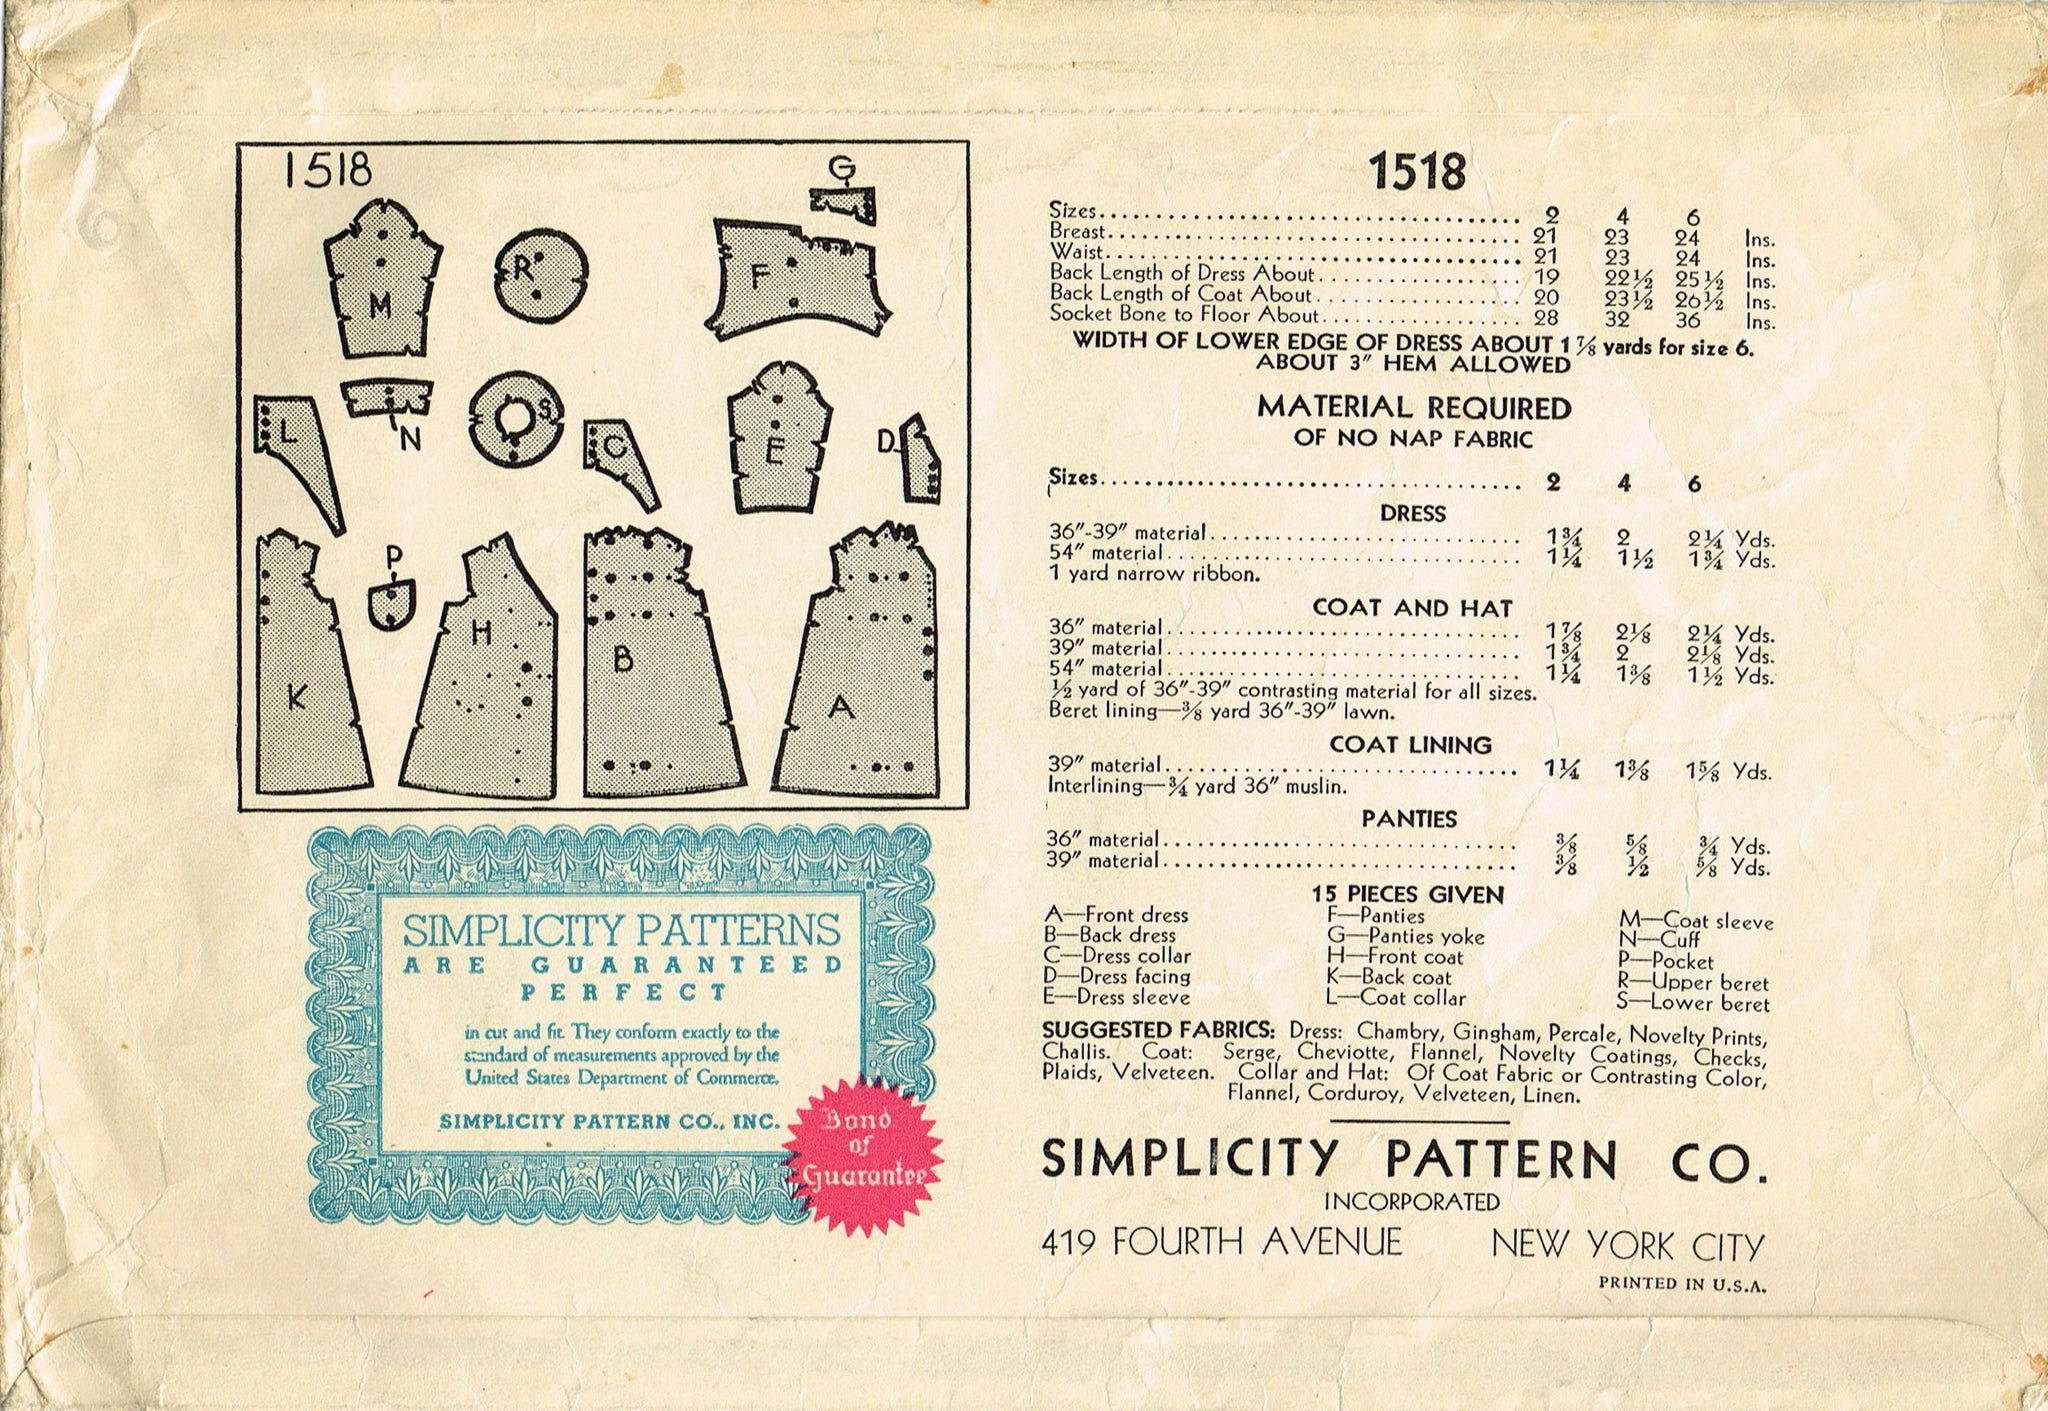 1518
G
M
R
F
L
N
S
C
E
D
K
P
H
B
A
SIMPLICITY PATTERNS
ARE GUARANTEED
PERFECT
in cut and fit. They conform exactly to the
standard of measurements approved by the
United States Department of Commerce.
SIMPLICITY PATTERN CO., INC.
Bond
of
Guarantee
1518
Sizes 2 4 6
Breast 21 23 24 Ins.
Waist 21 23 24 Ins.
Back Length of Dress About 19 22½ 25½ Ins.
Back Length of Coat About 20 23½ 26½ Ins.
Socket Bone to Floor About 28 32 36 Ins.
WIDTH OF LOWER EDGE OF DRESS ABOUT 1⅞ yards for size 6.
ABOUT 3" HEM ALLOWED
MATERIAL REQUIRED
OF NO NAP FABRIC
Sizes 2 4 6
DRESS
36"-39" material 1¾ 2 2¼ Yds.
54" material 1¼ 1½ 1¾ Yds.
1 yard narrow ribbon.
COAT AND HAT
36" material 1⅞ 2⅛ 2¼ Yds.
39" material 1¾ 2 2⅛ Yds.
54" material 1¼ 1⅜ 1½ Yds.
½ yard of 36"-39" contrasting material for all sizes.
Beret lining—⅜ yard 36"-39" lawn.
COAT LINING
39" material 1¼ 1⅜ 1⅝ Yds.
Interlining—¾ yard 36" muslin.
PANTIES
36" material ⅜ ⅝ ¾ Yds.
39" material ⅜ ½ ⅝ Yds.
15 PIECES GIVEN
A—Front dress
B—Back dress
C—Dress collar
D—Dress facing
E—Dress sleeve
F—Panties
G—Panties yoke
H—Front coat
K—Back coat
L—Coat collar
M—Coat sleeve
N—Cuff
P—Pocket
R—Upper beret
S—Lower beret
SUGGESTED FABRICS: Dress: Chambry, Gingham, Percale, Novelty Prints,
Challis. Coat: Serge, Cheviotte, Flannel, Novelty Coatings, Checks,
Plaids, Velveteen. Collar and Hat: Of Coat Fabric or Contrasting Color,
Flannel, Corduroy, Velveteen, Linen.
SIMPLICITY PATTERN CO.
INCORPORATED
419 FOURTH AVENUE NEW YORK CITY
PRINTED IN U.S.A.